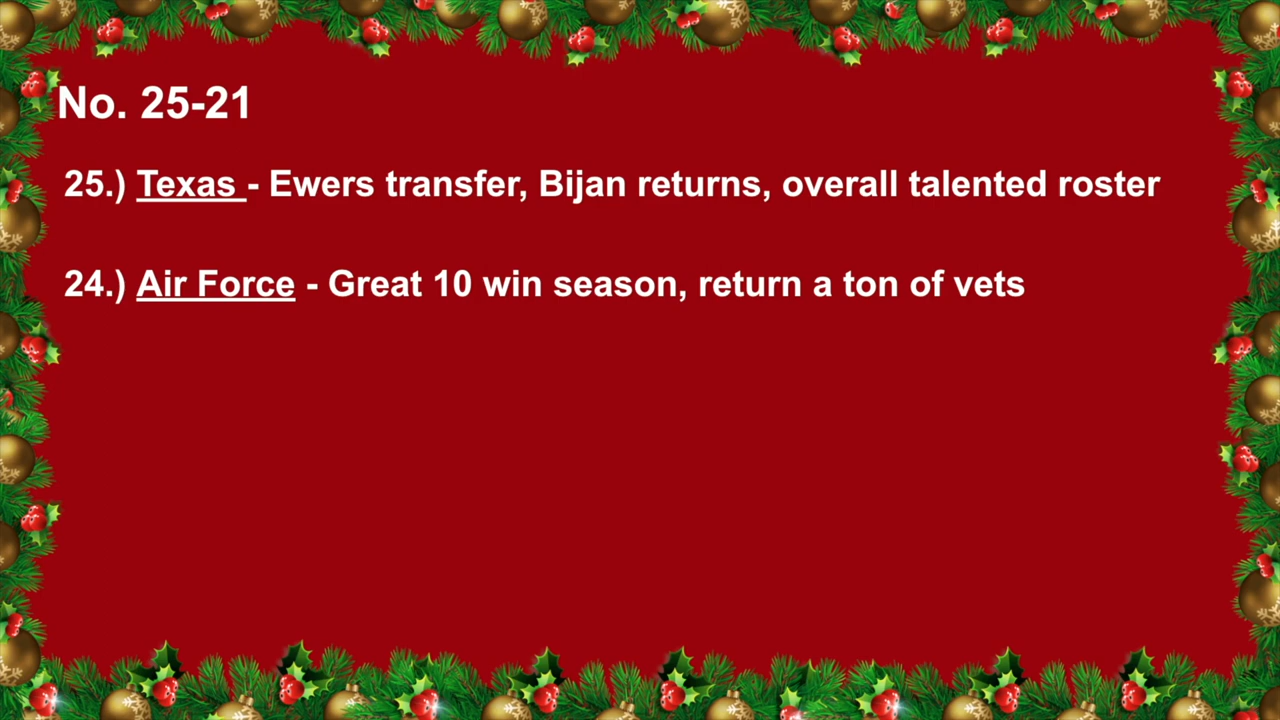 No. 25-21
25.) Texas - Ewers transfer, Bijan returns, overall talented roster
24.) Air Force - Great 10 win season, return a ton of vets